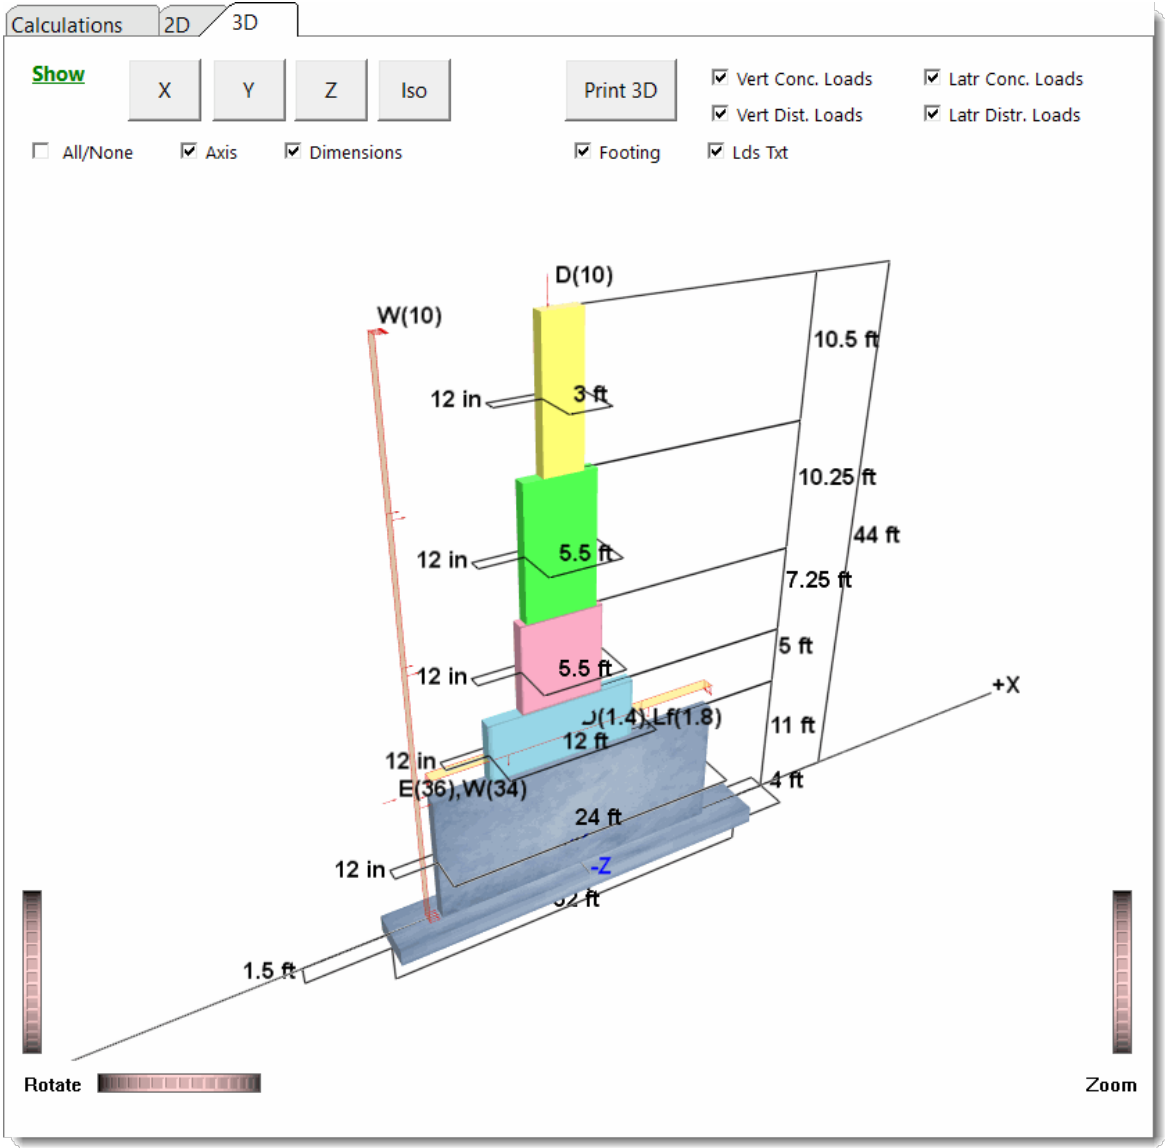 Calculations 2D 3D
Show X Y Z Iso Print 3D Vert Conc. Loads Latr Conc. Loads
Vert Dist. Loads Latr Distr. Loads
All/None Axis Dimensions Footing Lds Txt
D(10)
W(10)
10.5 ft
12 in 3 ft
10.25 ft
44 ft
12 in 5.5 ft
7.25 ft
5 ft
12 in 5.5 ft
+X
D(1.4),Lf(1.8)
11 ft
12 ft
12 in
4 ft
E(36),W(34)
24 ft
12 in
-Z
ft
1.5 ft
Rotate Zoom